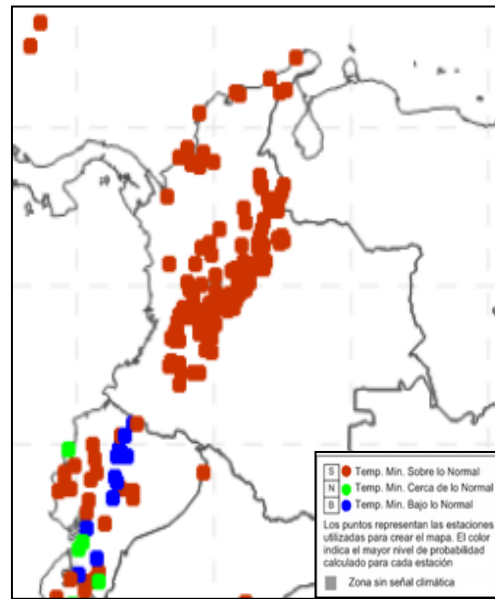 S Temp. Min. Sobre lo Normal
N Temp. Min. Cerca de lo Normal
B Temp. Min. Bajo lo Normal
Los puntos representan las estaciones
utilizadas para crear el mapa. El color
indica el mayor nivel de probabilidad
calculado para cada estación
Zona sin señal climática